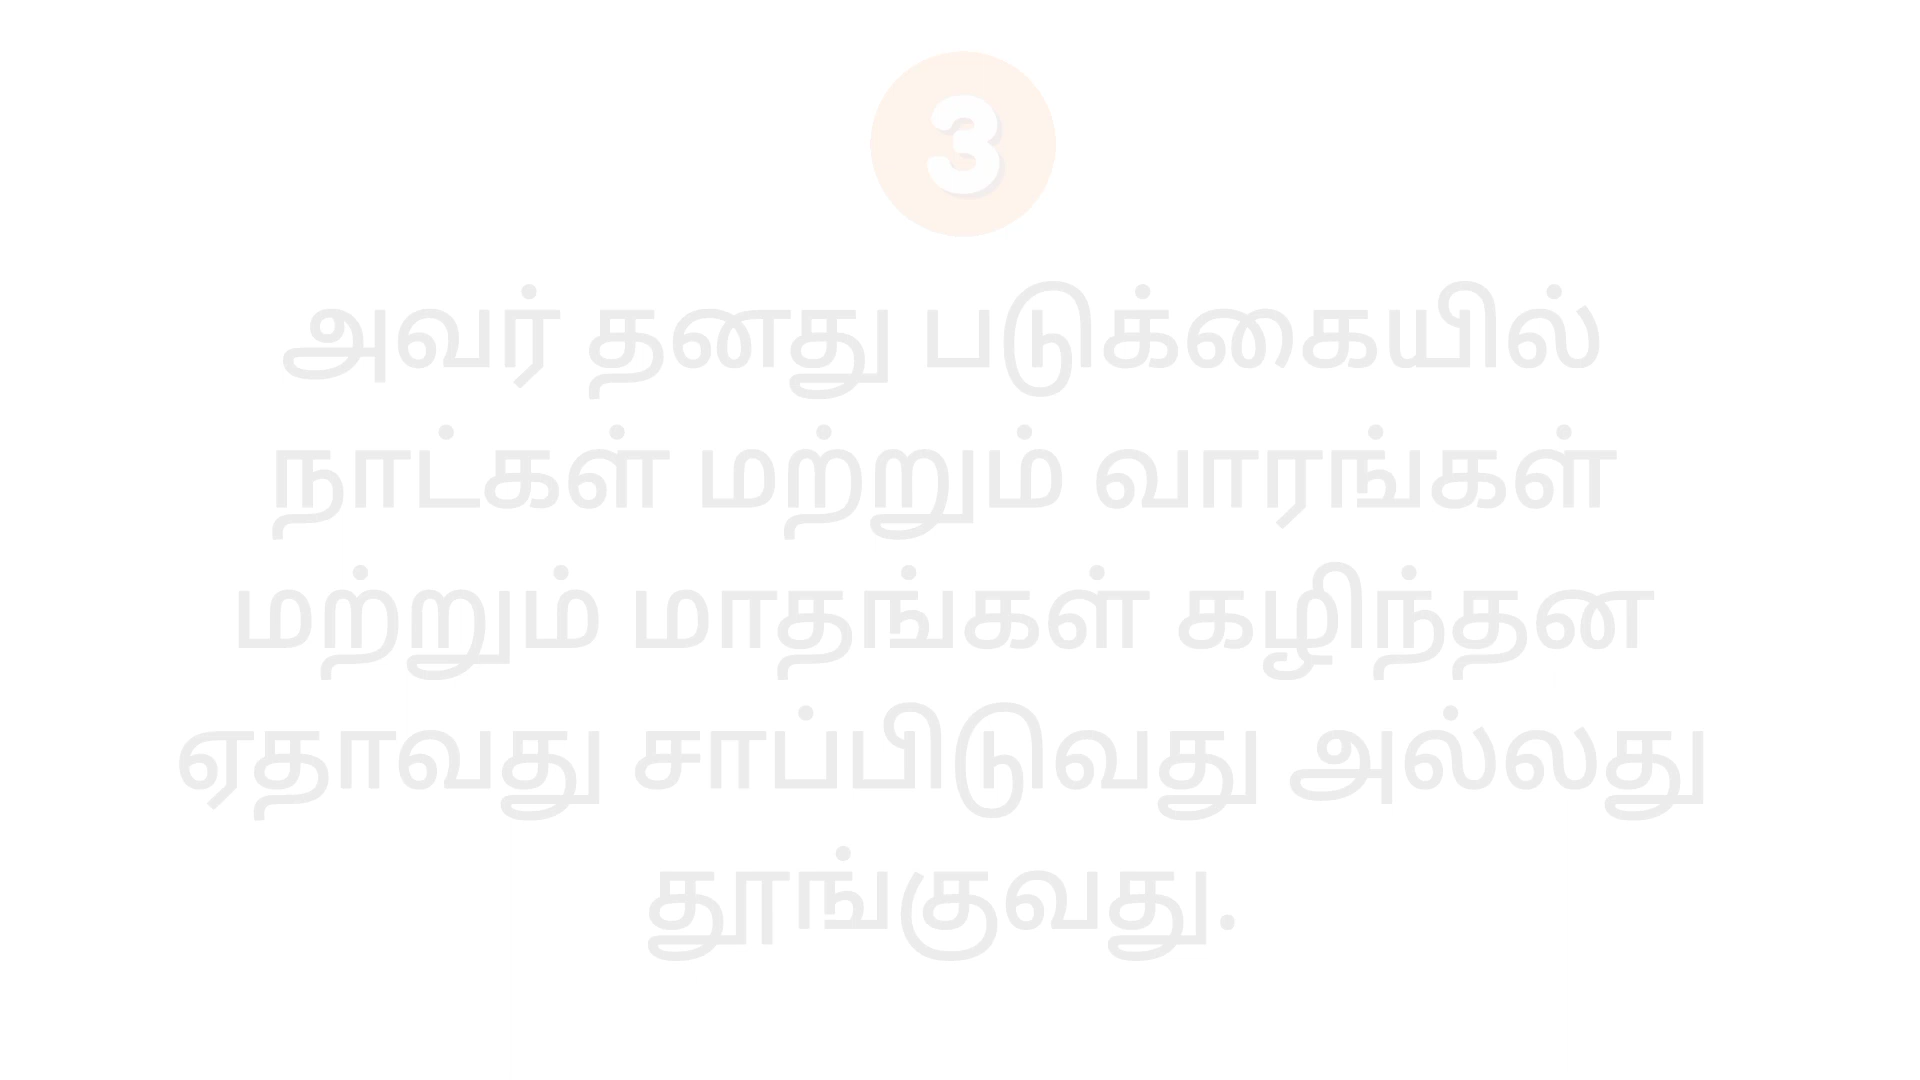 3
அவர் தனது படுக்கையில்
நாட்கள் மற்றும் வாரங்கள்
மற்றும் மாதங்கள் கழிந்தன
ஏதாவது சாப்பிடுவது அல்லது
தூங்குவது.